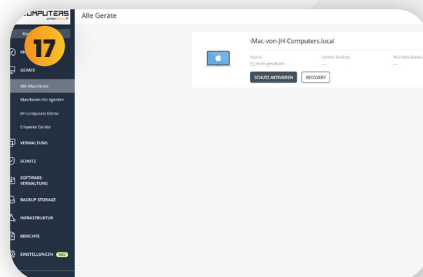 COMPUTERS
Alle Geräte
17
GERÄTE
Alle Maschinen
Maschinen mit Agenten
JH-Computers Demo
Erkannte Geräte
VERWALTUNG
SCHUTZ
SOFTWARE-
VERWALTUNG
BACKUP STORAGE
INFRASTRUKTUR
BERICHTE
EINSTELLUNGEN
iMac-von-JH-Computers.local
Status
Letztes Backup
Nächstes Backup
Nicht geschützt
—
—
SCHUTZ AKTIVIEREN
RECOVERY